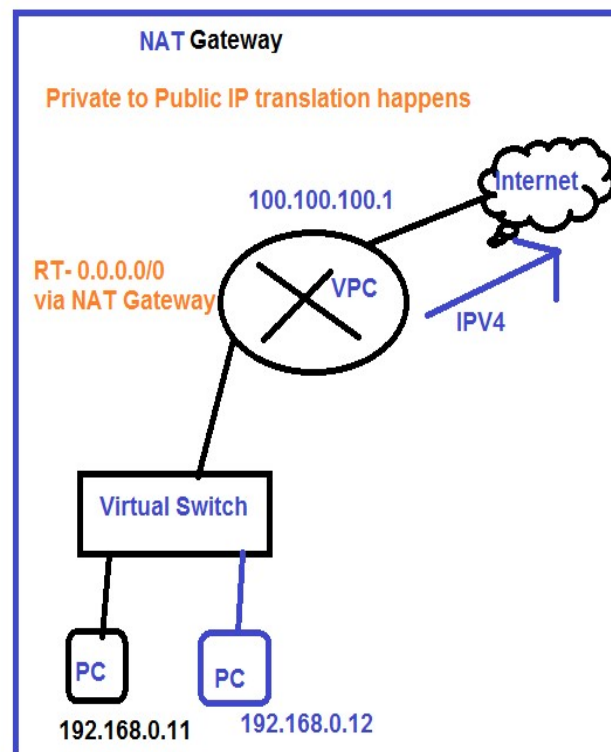 NAT Gateway
Private to Public IP translation happens
Internet
100.100.100.1
RT- 0.0.0.0/0
via NAT Gateway
VPC
IPV4
Virtual Switch
PC
PC
192.168.0.11
192.168.0.12